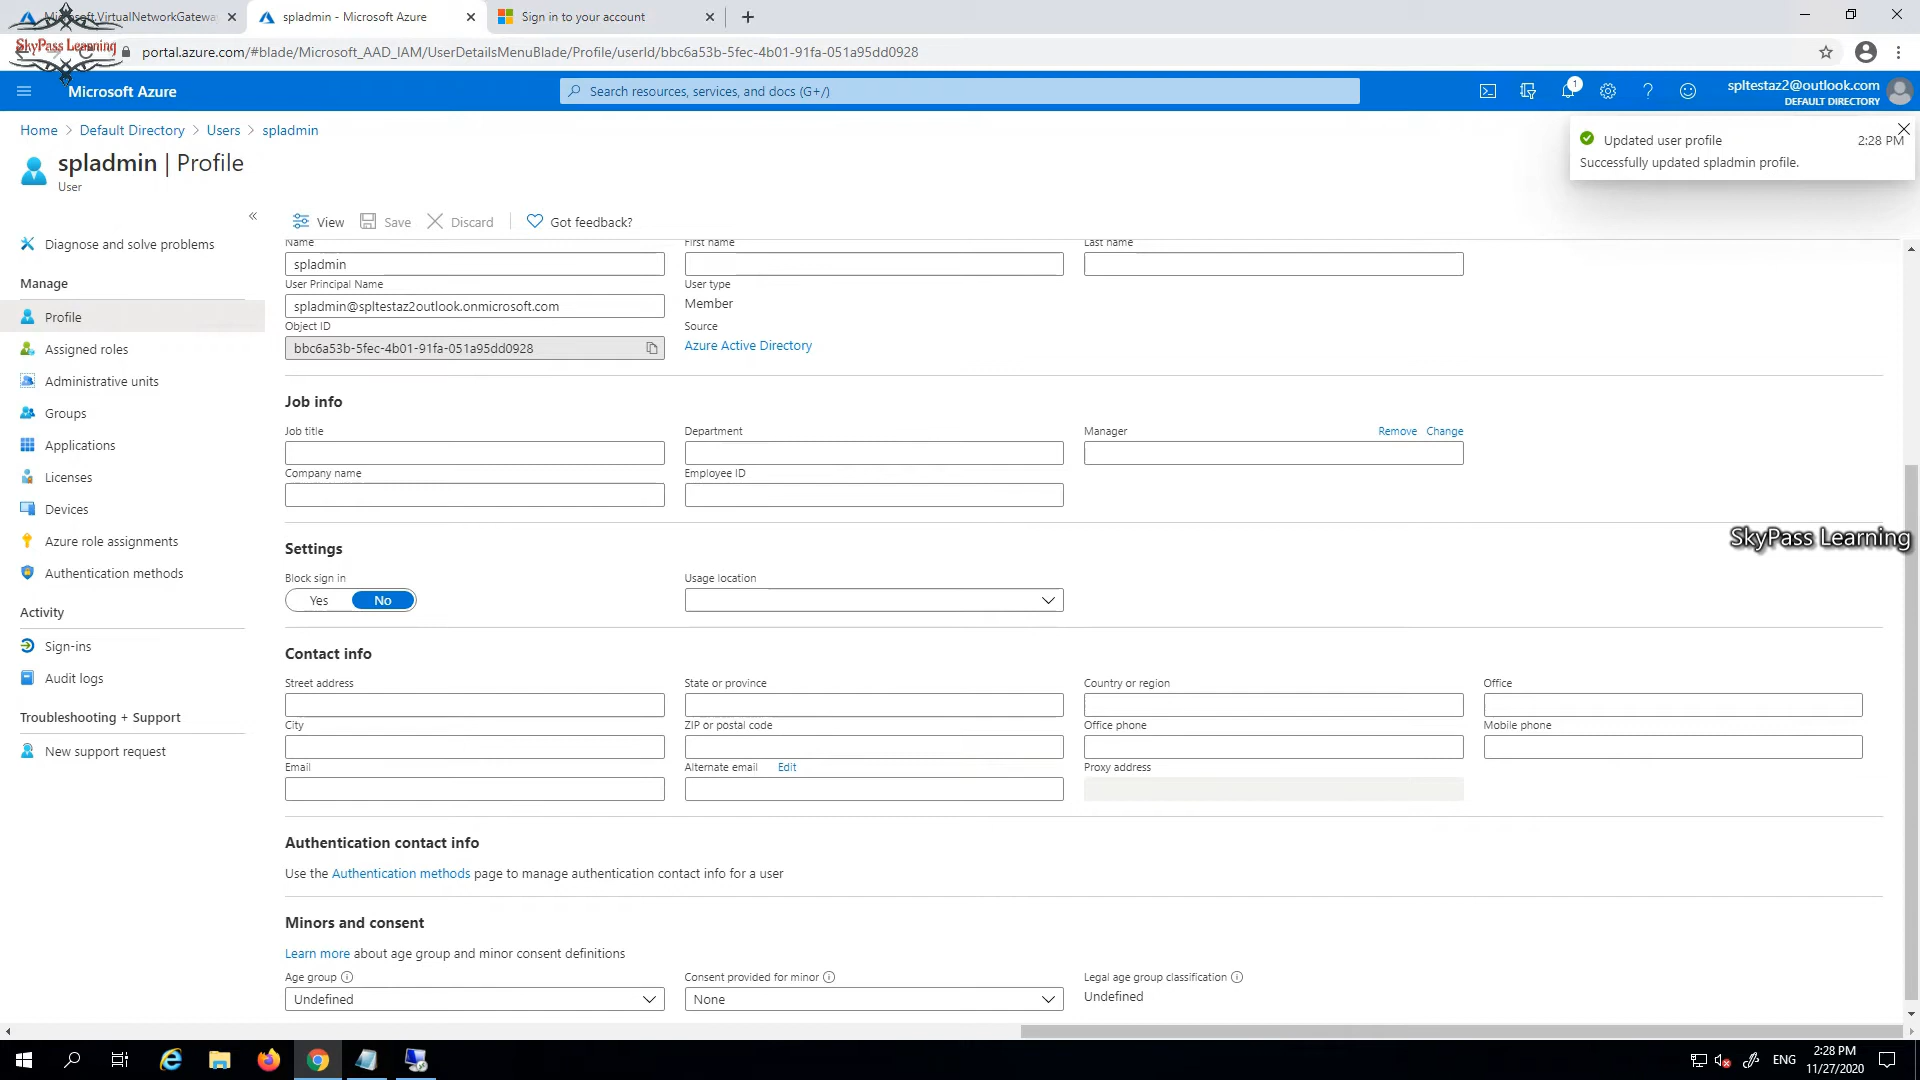 Microsoft.VirtualNetworkGateway
spladmin - Microsoft Azure
Sign in to your account
SkyPass Learning
portal.azure.com/#blade/Microsoft_AAD_IAM/UserDetailsMenuBlade/Profile/userId/bbc6a53b-5fec-4b01-91fa-051a95dd0928
Microsoft Azure
Search resources, services, and docs (G+/)
1
spltestaz2@outlook.com
DEFAULT DIRECTORY
Home > Default Directory > Users > spladmin
spladmin | Profile
User
Updated user profile 2:28 PM
Successfully updated spladmin profile.
View Save Discard Got feedback?
Diagnose and solve problems
Manage
Profile
Assigned roles
Administrative units
Groups
Applications
Licenses
Devices
Azure role assignments
Authentication methods
Activity
Sign-ins
Audit logs
Troubleshooting + Support
New support request
Name First name Last name
spladmin
User Principal Name User type
spladmin@spltestaz2outlook.onmicrosoft.com Member
Object ID Source
bbc6a53b-5fec-4b01-91fa-051a95dd0928 Azure Active Directory
Job info
Job title Department Manager Remove Change
Company name Employee ID
Settings
Block sign in Usage location
Yes No
SkyPass Learning
Contact info
Street address State or province Country or region Office
City ZIP or postal code Office phone Mobile phone
Email Alternate email Edit Proxy address
Authentication contact info
Use the Authentication methods page to manage authentication contact info for a user
Minors and consent
Learn more about age group and minor consent definitions
Age group Consent provided for minor Legal age group classification
Undefined None Undefined
ENG
2:28 PM
11/27/2020